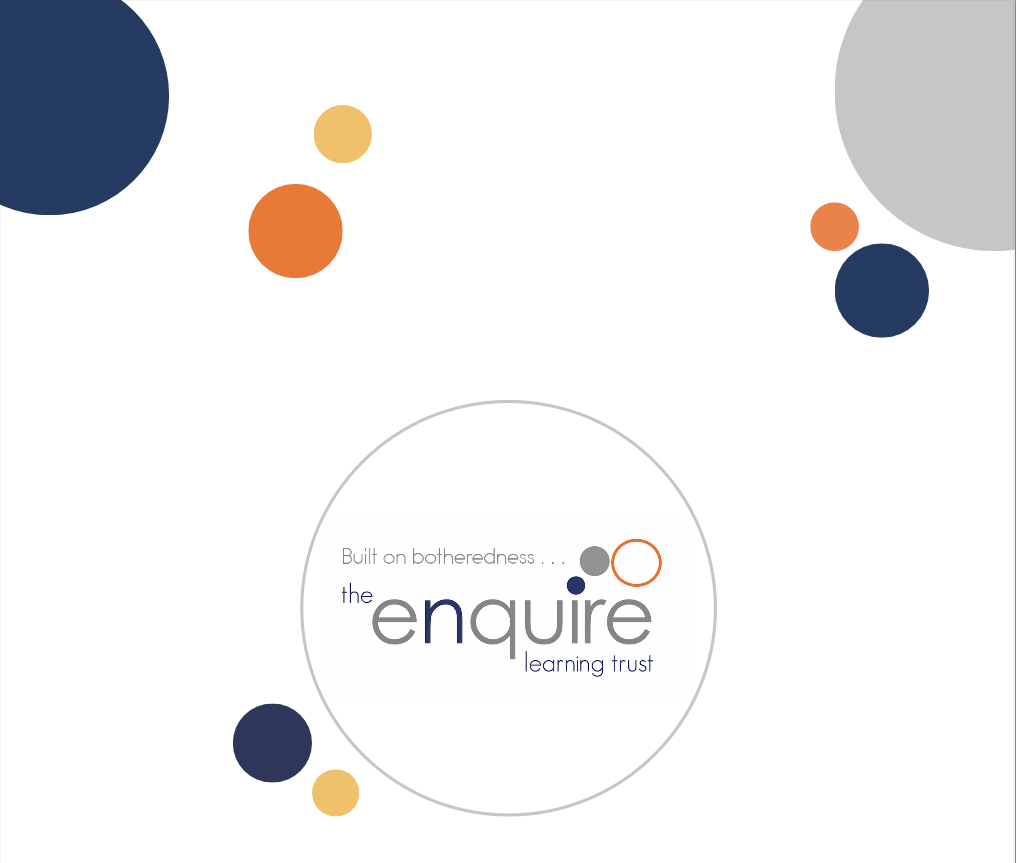 Built on botheredness . . .
the
enquire
learning trust